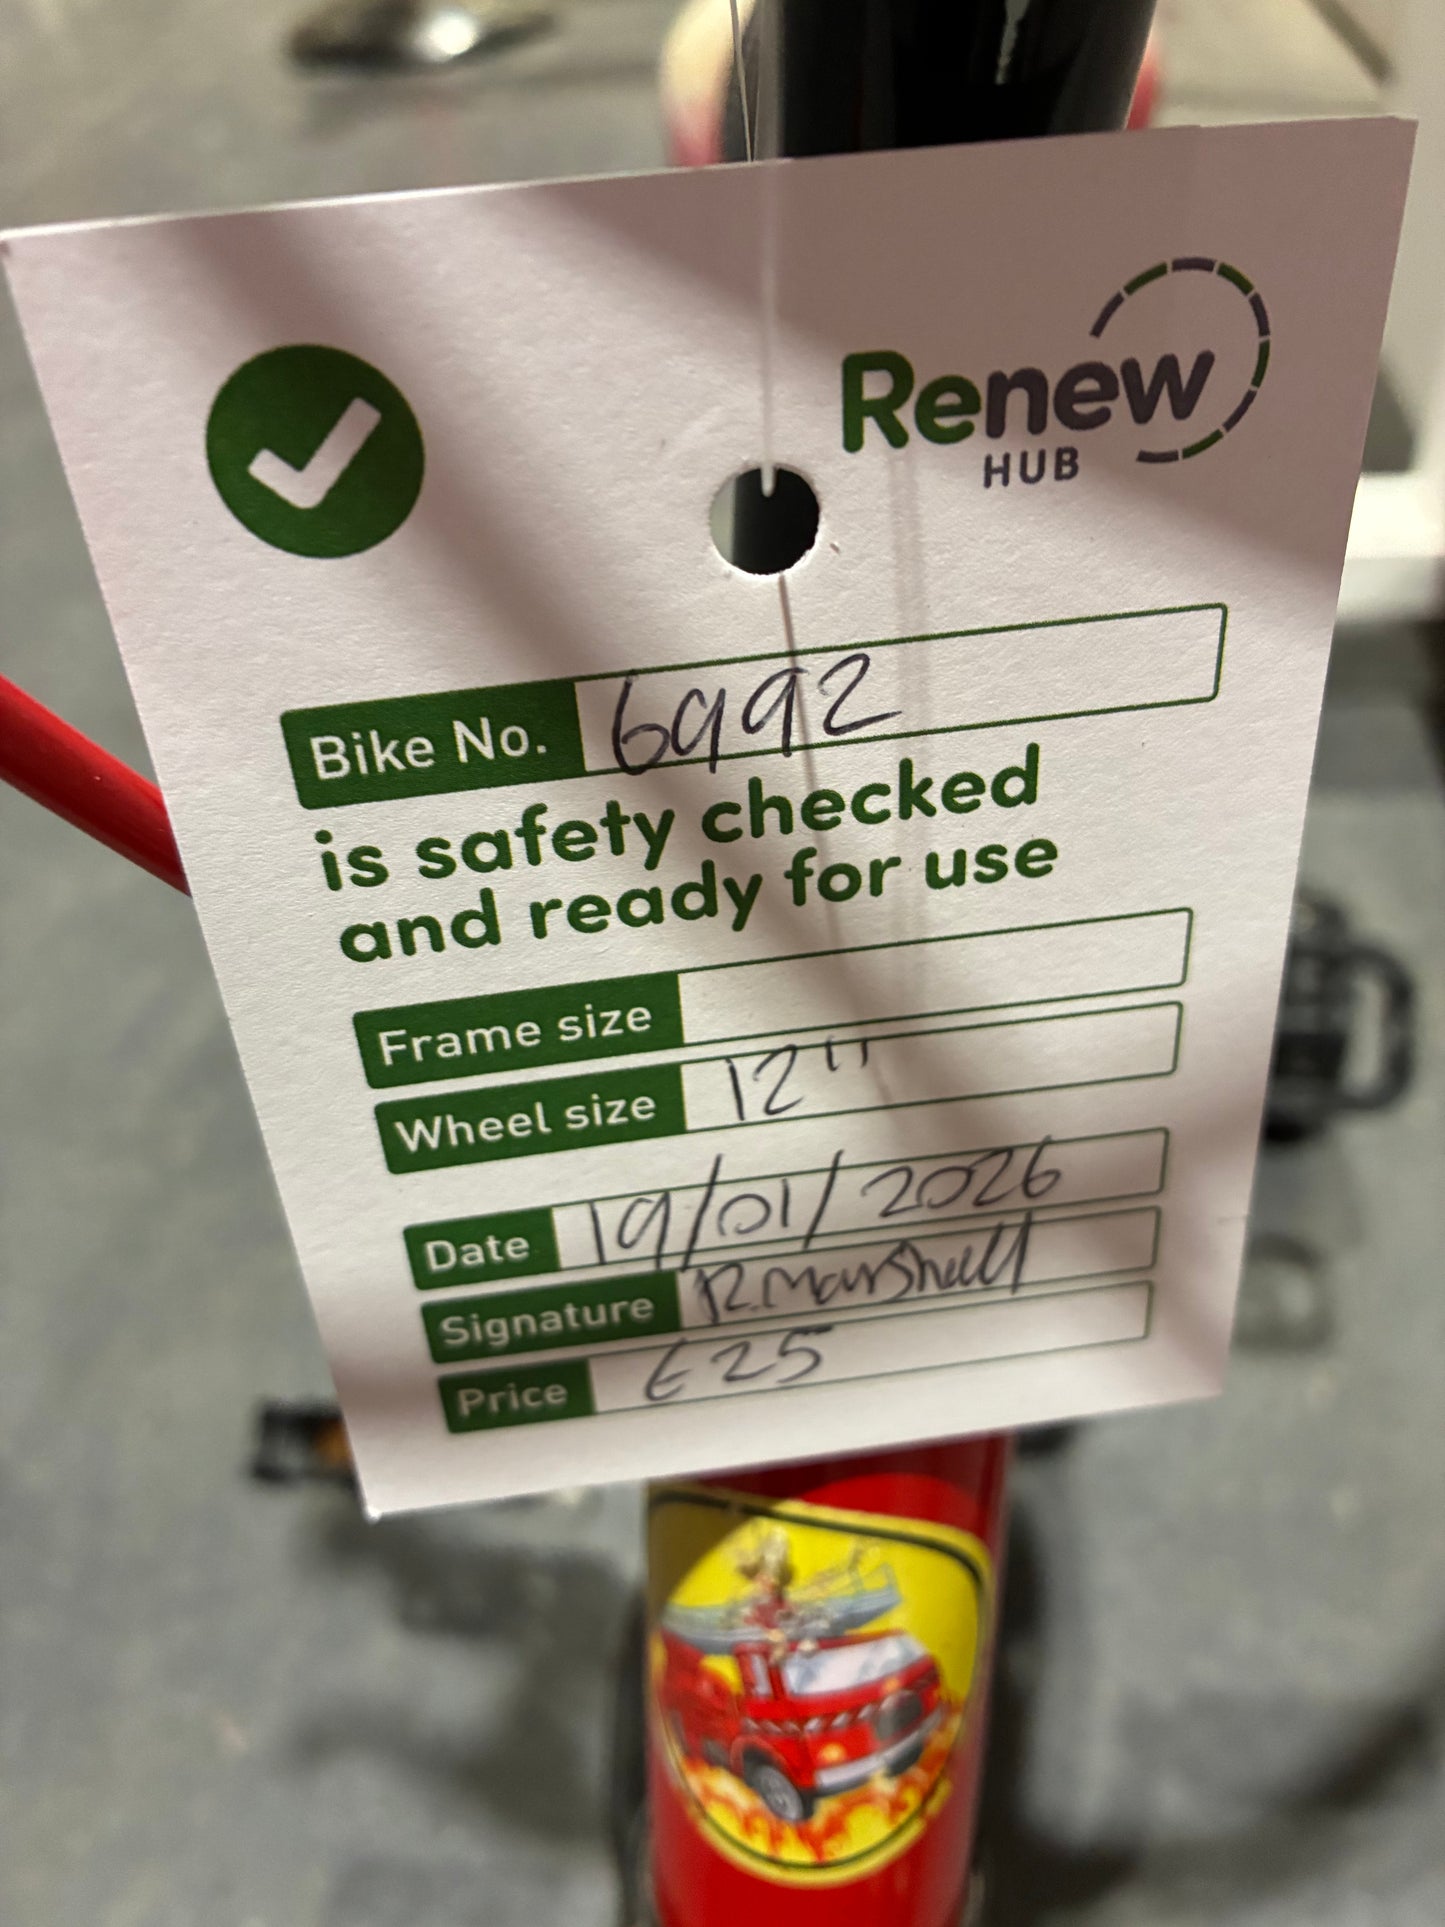 Renew
HUB
Bike No. 6992
is safety checked
and ready for use
Frame size
Wheel size 12"
Date 19/01/2026
Signature R.Marshall
Price £25